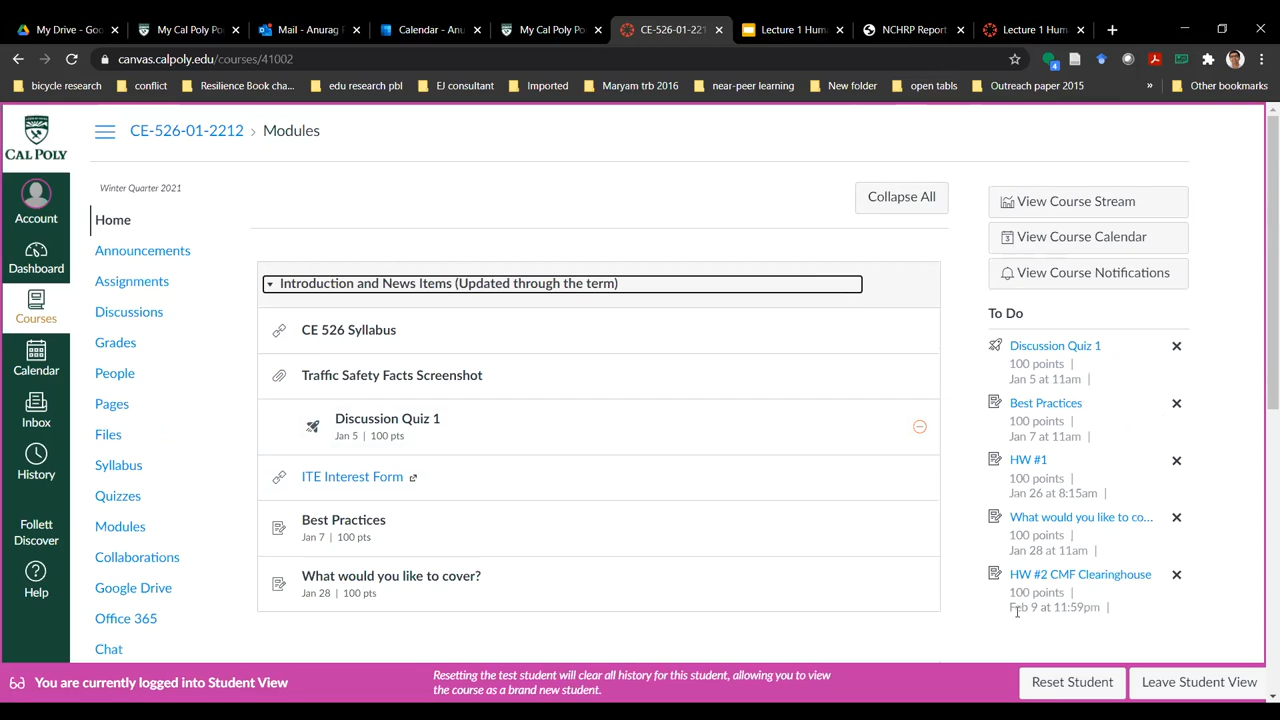 My Drive - Goo
My Cal Poly Po
Mail - Anurag P
Calendar - Anu
My Cal Poly Po
CE-526-01-221
Lecture 1 Huma
NCHRP Report
Lecture 1 Hum
canvas.calpoly.edu/courses/41002
4
bicycle research
conflict
Resilience Book cha...
edu research pbl
EJ consultant
Imported
Maryam trb 2016
near-peer learning
New folder
open tabs
Outreach paper 2015
»
Other bookmarks
CAL POLY
Account
Dashboard
Courses
Calendar
Inbox
History
Follett
Discover
Help
CE-526-01-2212 › Modules
Winter Quarter 2021
Home
Announcements
Assignments
Discussions
Grades
People
Pages
Files
Syllabus
Quizzes
Modules
Collaborations
Google Drive
Office 365
Chat
Collapse All
Introduction and News Items (Updated through the term)
CE 526 Syllabus
Traffic Safety Facts Screenshot
Discussion Quiz 1
Jan 5 | 100 pts
ITE Interest Form
Best Practices
Jan 7 | 100 pts
What would you like to cover?
Jan 28 | 100 pts
View Course Stream
View Course Calendar
View Course Notifications
To Do
Discussion Quiz 1
100 points |
Jan 5 at 11am |
Best Practices
100 points |
Jan 7 at 11am |
HW #1
100 points |
Jan 26 at 8:15am |
What would you like to co...
100 points |
Jan 28 at 11am |
HW #2 CMF Clearinghouse
100 points |
Feb 9 at 11:59pm |
You are currently logged into Student View
Resetting the test student will clear all history for this student, allowing you to view
the course as a brand new student.
Reset Student
Leave Student View